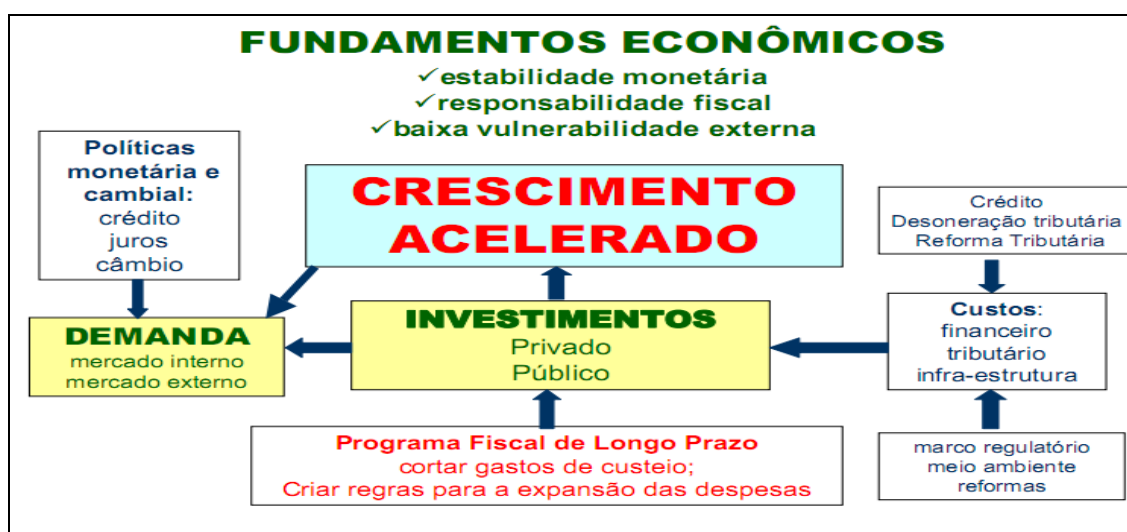 FUNDAMENTOS ECONÔMICOS
✓estabilidade monetária
✓responsabilidade fiscal
✓baixa vulnerabilidade externa
Políticas
monetária e
cambial:
crédito
juros
câmbio
CRESCIMENTO
ACELERADO
Crédito
Desoneração tributária
Reforma Tributária
DEMANDA
mercado interno
mercado externo
INVESTIMENTOS
Privado
Público
Custos:
financeiro
tributário
infra-estrutura
Programa Fiscal de Longo Prazo
cortar gastos de custeio;
Criar regras para a expansão das despesas
marco regulatório
meio ambiente
reformas